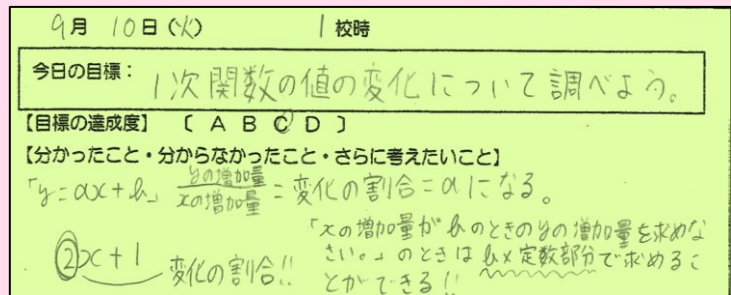 9月 10日(火) 1校時
今日の目標: 1次関数の値の変化について調べよう。
【目標の達成度】 〔 A B C D 〕
【分かったこと・分からなかったこと・さらに考えたいこと】
「y=ax+b」 yの増加量/xの増加量 = 変化の割合 = aになる。
②x+1 変化の割合!!
「xの増加量がbのときのyの増加量を求めな
さい。」のときはb×定数部分で求めるこ
とができる!!